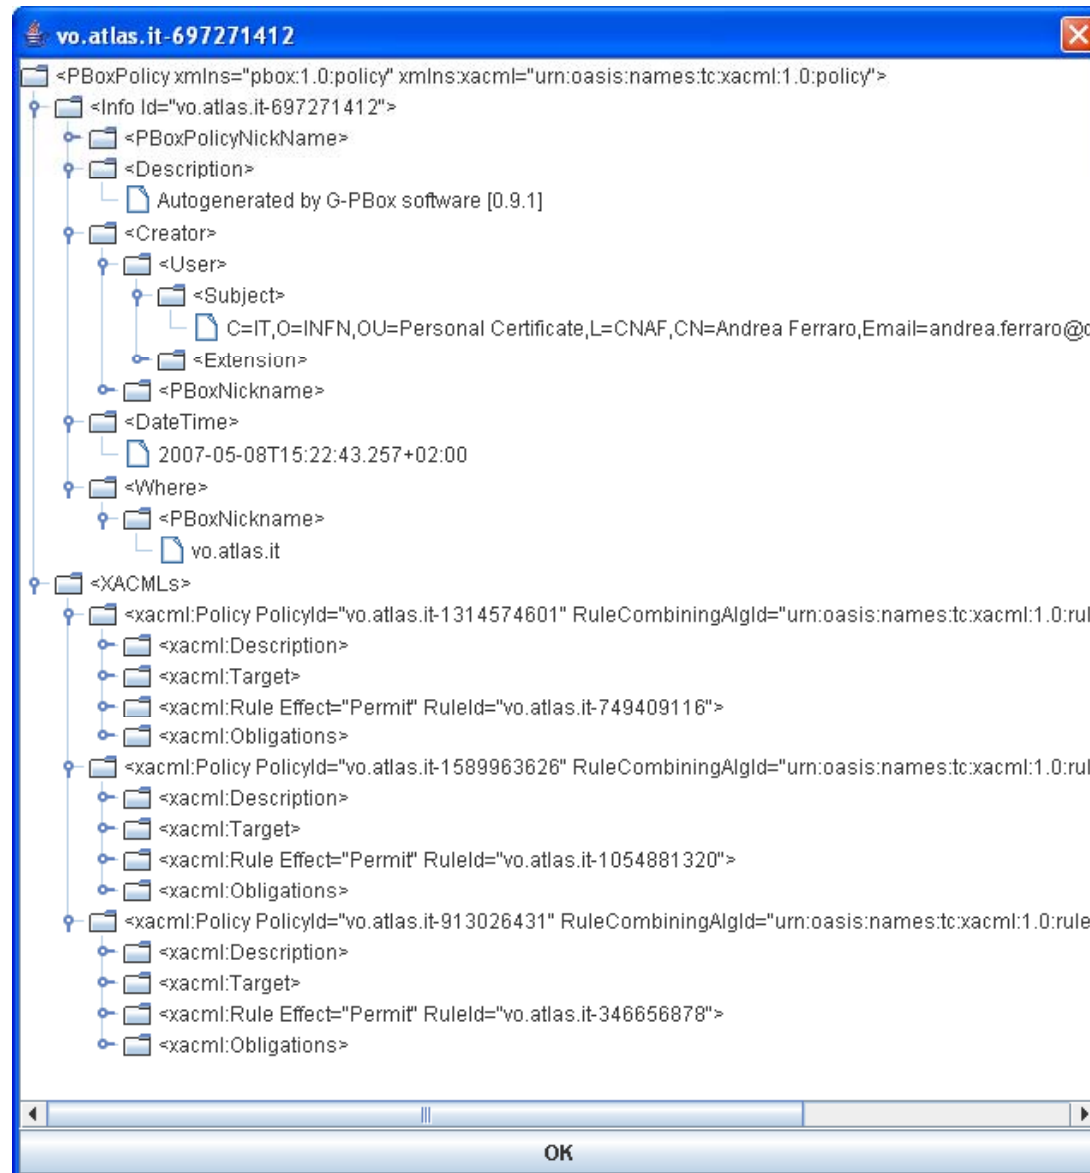 vo.atlas.it-697271412
<PBoxPolicy xmlns="pbox:1.0:policy" xmlns:xacml="urn:oasis:names:tc:xacml:1.0:policy">
<Info Id="vo.atlas.it-697271412">
<PBoxPolicyNickName>
<Description>
Autogenerated by G-PBox software [0.9.1]
<Creator>
<User>
<Subject>
C=IT,O=INFN,OU=Personal Certificate,L=CNAF,CN=Andrea Ferraro,Email=andrea.ferraro@c
<Extension>
<PBoxNickname>
<DateTime>
2007-05-08T15:22:43.257+02:00
<Where>
<PBoxNickname>
vo.atlas.it
<XACMLs>
<xacml:Policy PolicyId="vo.atlas.it-1314574601" RuleCombiningAlgId="urn:oasis:names:tc:xacml:1.0:rul
<xacml:Description>
<xacml:Target>
<xacml:Rule Effect="Permit" RuleId="vo.atlas.it-749409116">
<xacml:Obligations>
<xacml:Policy PolicyId="vo.atlas.it-1589963626" RuleCombiningAlgId="urn:oasis:names:tc:xacml:1.0:rul
<xacml:Description>
<xacml:Target>
<xacml:Rule Effect="Permit" RuleId="vo.atlas.it-1054881320">
<xacml:Obligations>
<xacml:Policy PolicyId="vo.atlas.it-913026431" RuleCombiningAlgId="urn:oasis:names:tc:xacml:1.0:rule
<xacml:Description>
<xacml:Target>
<xacml:Rule Effect="Permit" RuleId="vo.atlas.it-346656878">
<xacml:Obligations>
OK